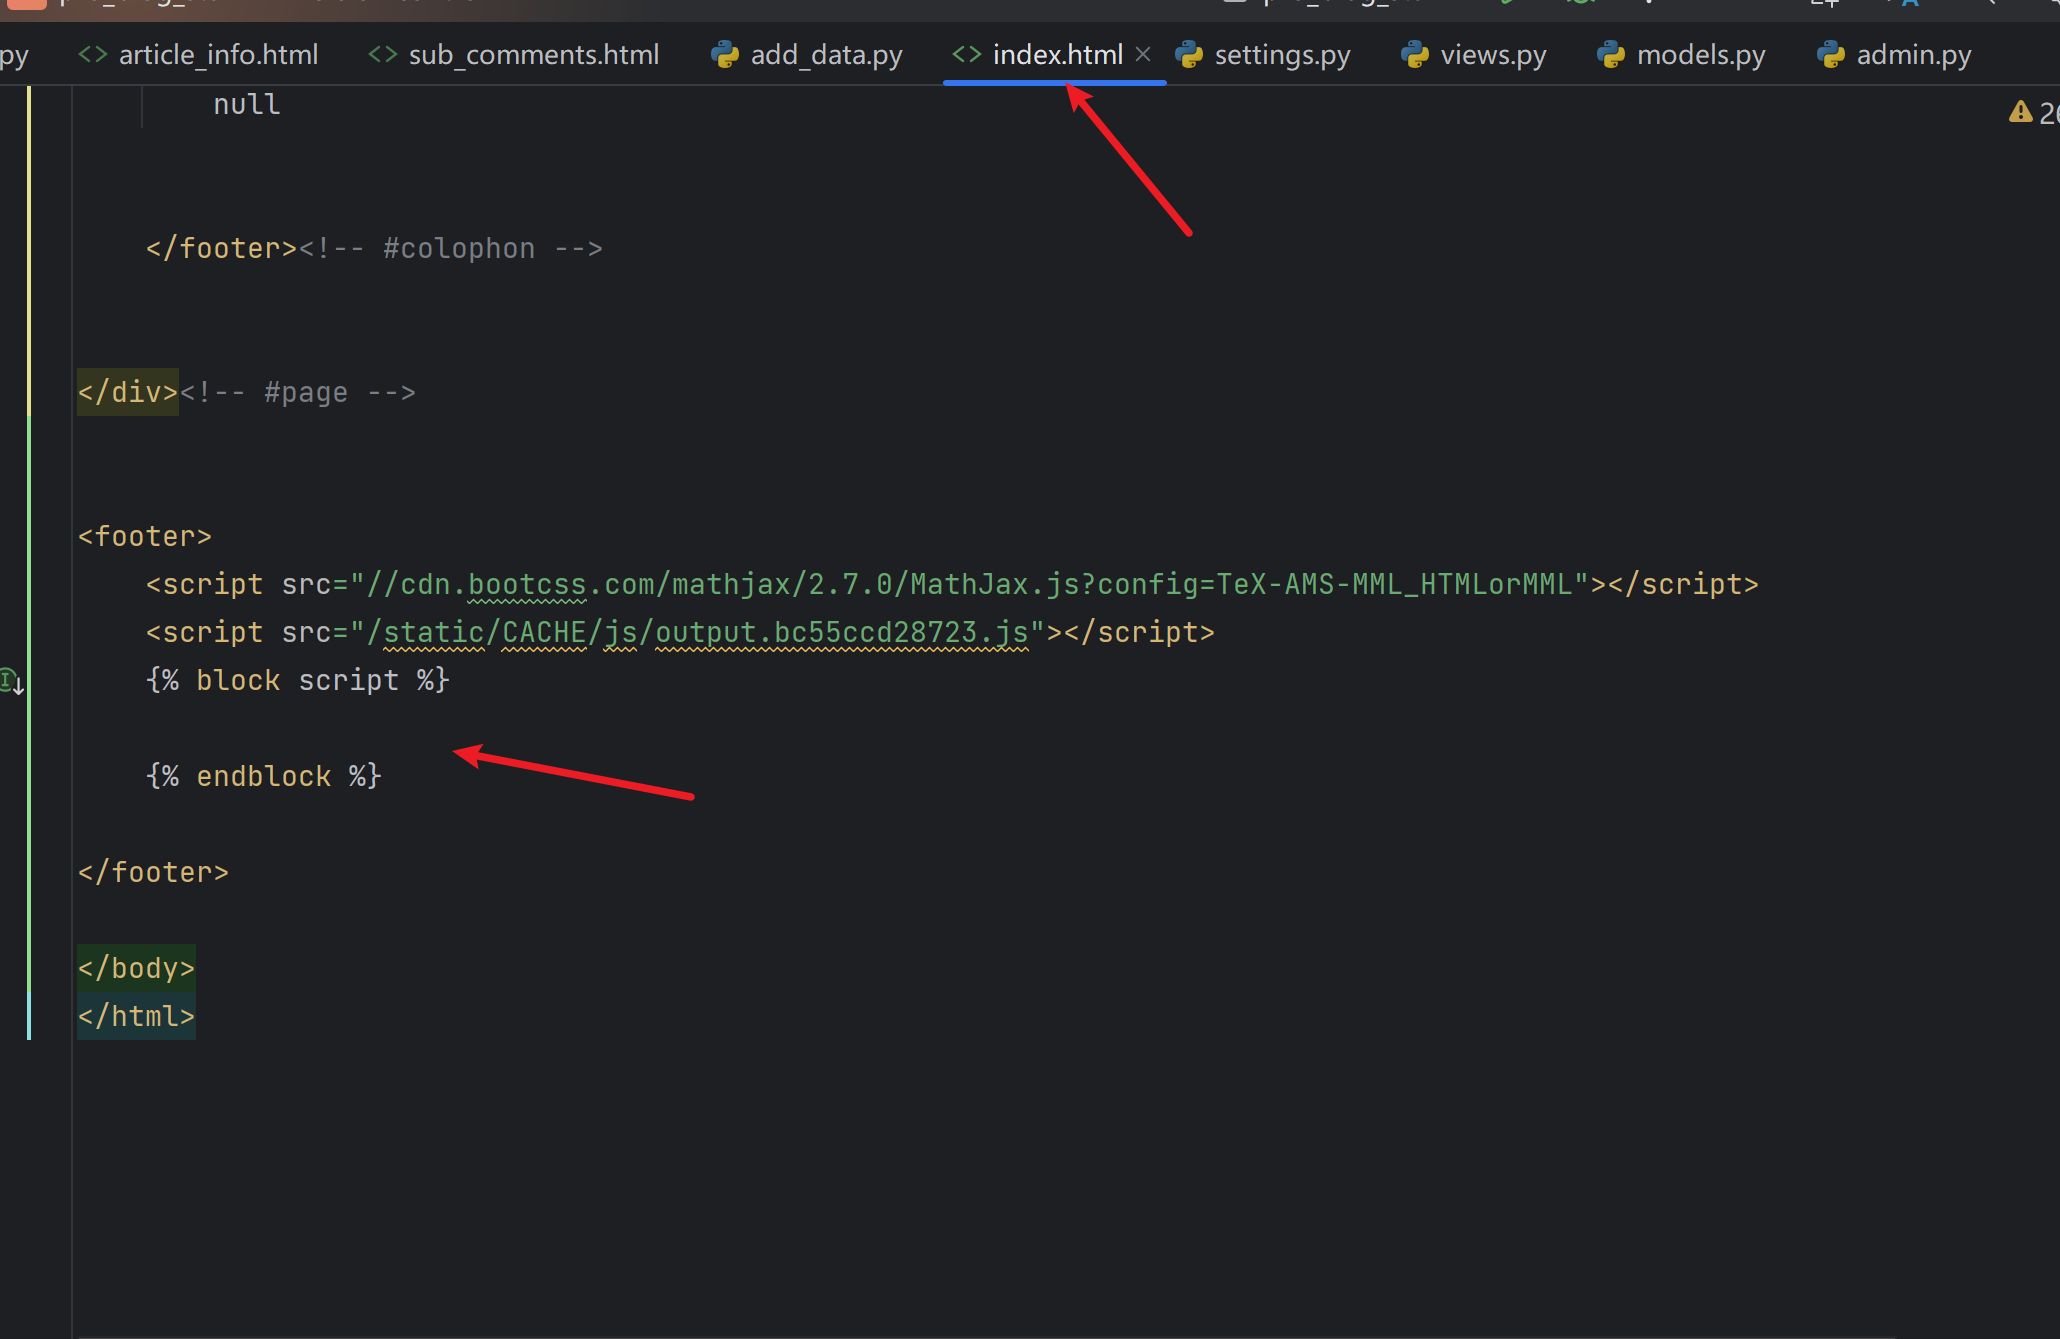 py article_info.html sub_comments.html add_data.py index.html settings.py views.py models.py admin.py
null
</footer><!-- #colophon -->
</div><!-- #page -->
<footer>
<script src="//cdn.bootcss.com/mathjax/2.7.0/MathJax.js?config=TeX-AMS-MML_HTMLorMML"></script>
<script src="/static/CACHE/js/output.bc55ccd28723.js"></script>
{% block script %}
{% endblock %}
</footer>
</body>
</html>